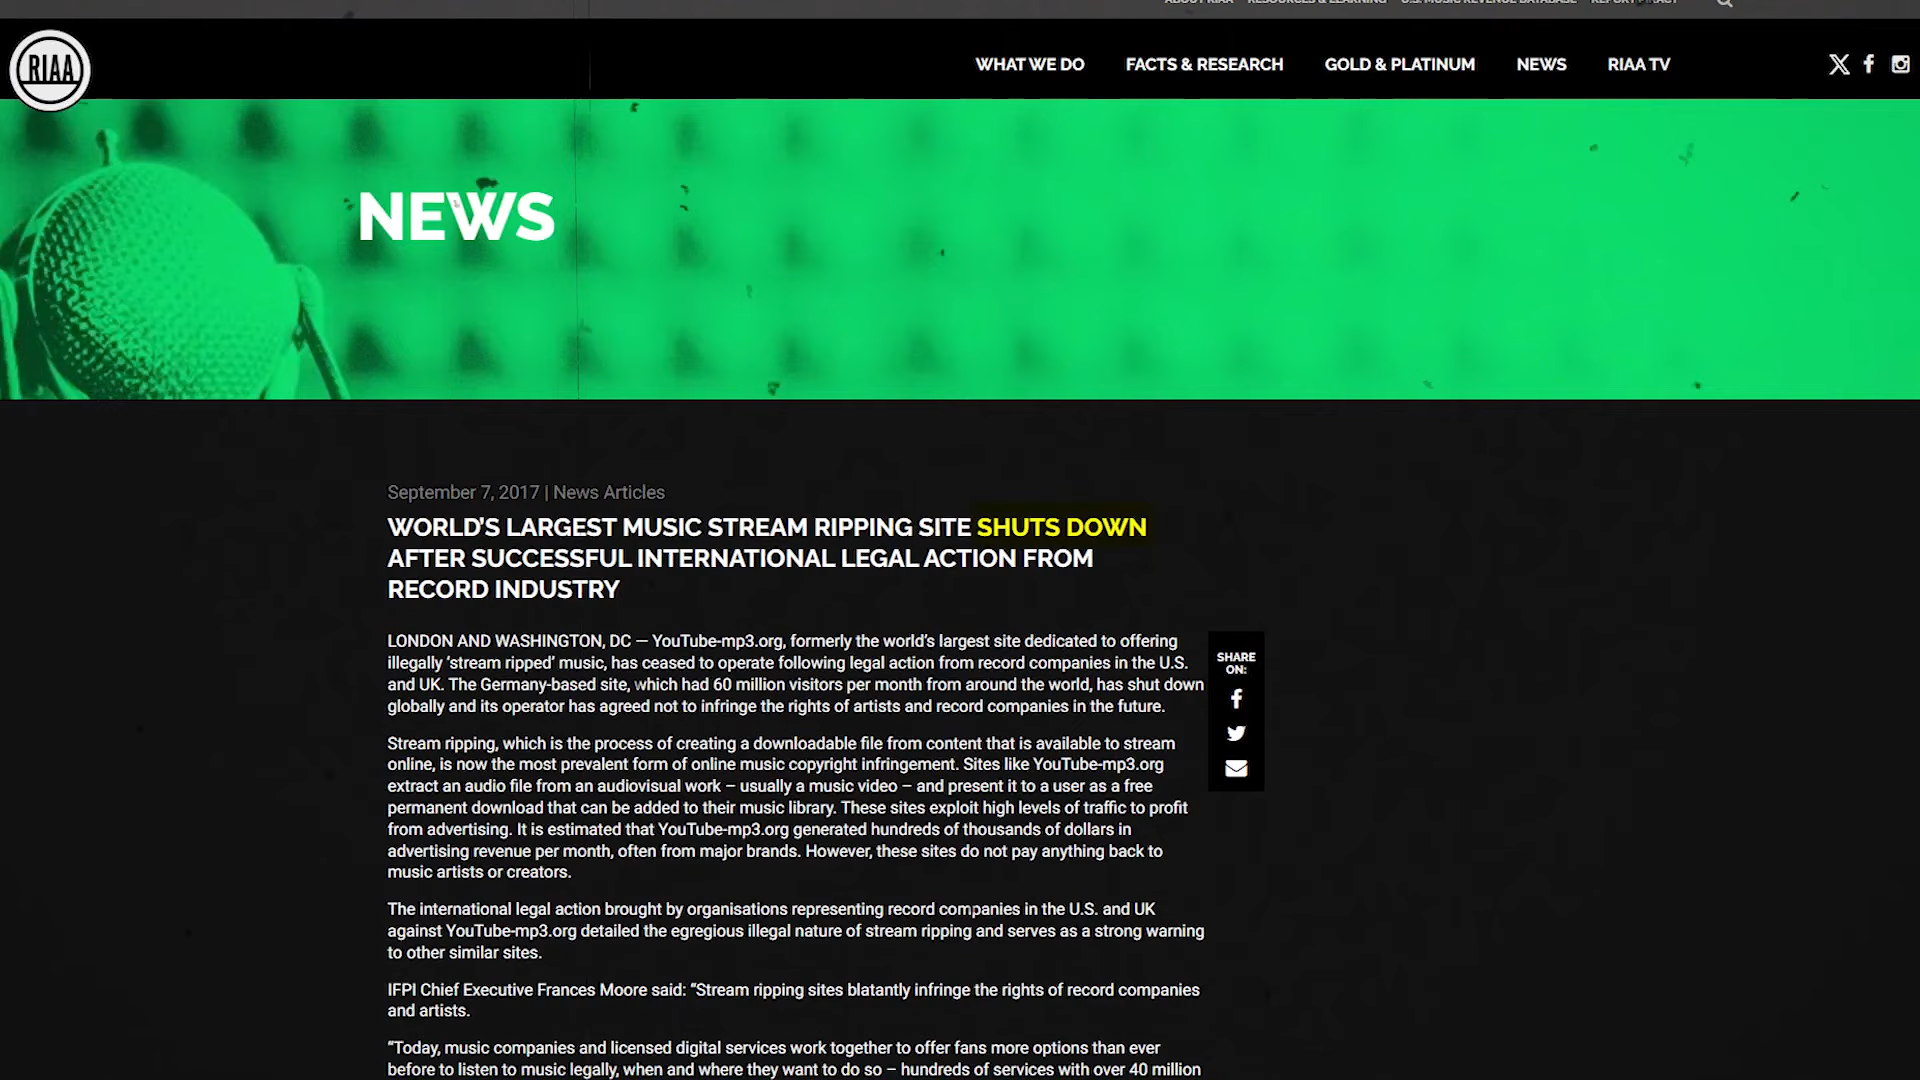 ABOUT RIAA RESOURCES & LEARNING U.S. MUSIC REVENUE DATABASE REPORT PIRACY
RIAA
WHAT WE DO FACTS & RESEARCH GOLD & PLATINUM NEWS RIAA TV
NEWS
September 7, 2017 | News Articles
WORLD'S LARGEST MUSIC STREAM RIPPING SITE SHUTS DOWN
AFTER SUCCESSFUL INTERNATIONAL LEGAL ACTION FROM
RECORD INDUSTRY
LONDON AND WASHINGTON, DC — YouTube-mp3.org, formerly the world's largest site dedicated to offering
illegally 'stream ripped' music, has ceased to operate following legal action from record companies in the U.S.
and UK. The Germany-based site, which had 60 million visitors per month from around the world, has shut down
globally and its operator has agreed not to infringe the rights of artists and record companies in the future.
SHARE
ON:
Stream ripping, which is the process of creating a downloadable file from content that is available to stream
online, is now the most prevalent form of online music copyright infringement. Sites like YouTube-mp3.org
extract an audio file from an audiovisual work – usually a music video – and present it to a user as a free
permanent download that can be added to their music library. These sites exploit high levels of traffic to profit
from advertising. It is estimated that YouTube-mp3.org generated hundreds of thousands of dollars in
advertising revenue per month, often from major brands. However, these sites do not pay anything back to
music artists or creators.
The international legal action brought by organisations representing record companies in the U.S. and UK
against YouTube-mp3.org detailed the egregious illegal nature of stream ripping and serves as a strong warning
to other similar sites.
IFPI Chief Executive Frances Moore said: “Stream ripping sites blatantly infringe the rights of record companies
and artists.
“Today, music companies and licensed digital services work together to offer fans more options than ever
before to listen to music legally, when and where they want to do so – hundreds of services with over 40 million